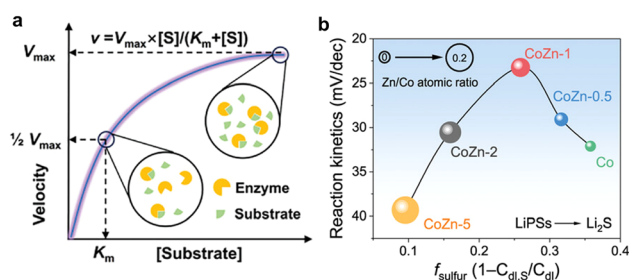 a
v =Vmax×[S]/(Km+[S])
Vmax
½ Vmax
Velocity
Km
[Substrate]
Enzyme
Substrate
b
Reaction kinetics (mV/dec)
20
25
30
35
40
45
0
0.2
Zn/Co atomic ratio
CoZn-1
CoZn-0.5
CoZn-2
Co
CoZn-5
LiPSs → Li₂S
0.1 0.2 0.3 0.4
fsulfur (1−Cdl,S/Cdl)